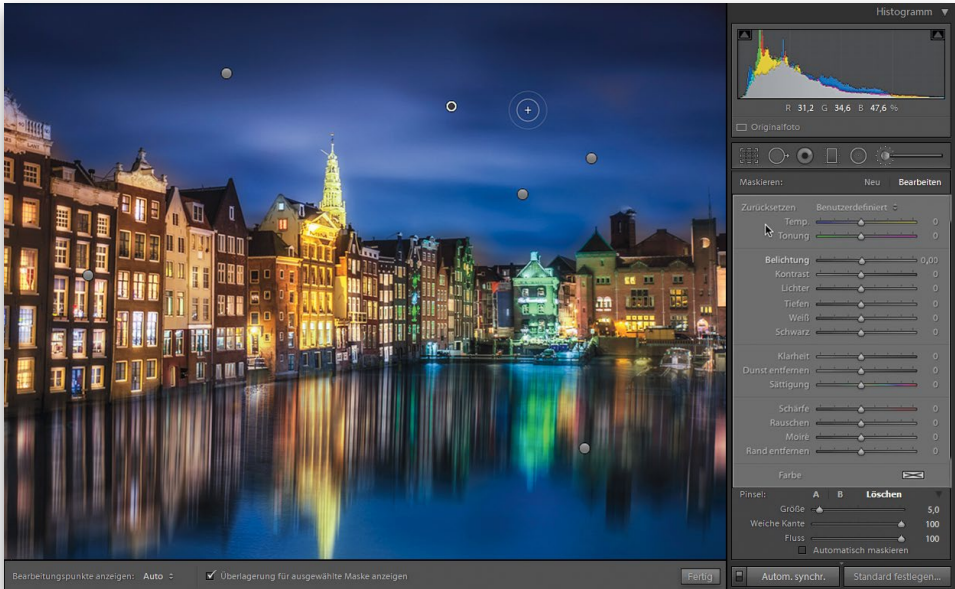 Histogramm
R 31,2 G 34,6 B 47,6 %
Originalfoto
Maskieren: Neu Bearbeiten
Zurücksetzen Benutzerdefiniert
Temp. 0
Tonung 0
Belichtung 0,00
Kontrast 0
Lichter 0
Tiefen 0
Weiß 0
Schwarz 0
Klarheit 0
Dunst entfernen 0
Sättigung 0
Schärfe 0
Rauschen 0
Moiré 0
Rand entfernen 0
Farbe
Pinsel: A B Löschen
Größe 5,0
Weiche Kante 100
Fluss 100
Automatisch maskieren
Bearbeitungspunkte anzeigen: Auto Überlagerung für ausgewählte Maske anzeigen Fertig
Autom. synchr. Standard festlegen...